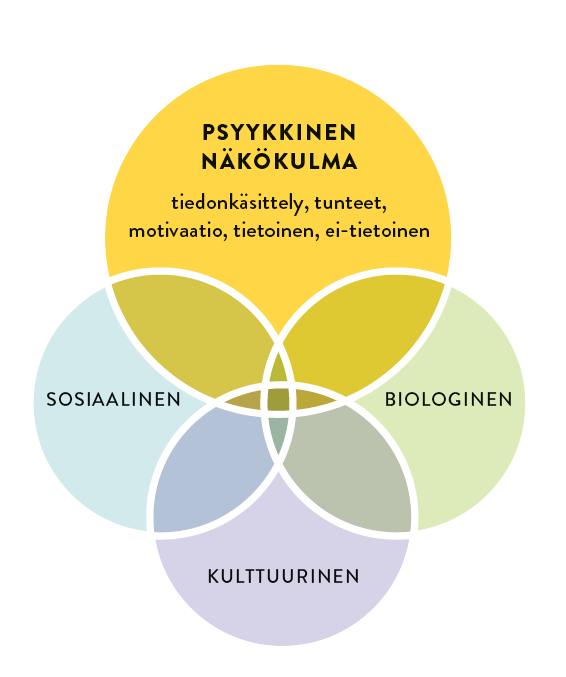 PSYYKKINEN
NÄKÖKULMA
tiedonkäsittely, tunteet,
motivaatio, tietoinen, ei-tietoinen
SOSIAALINEN
BIOLOGINEN
KULTTUURINEN